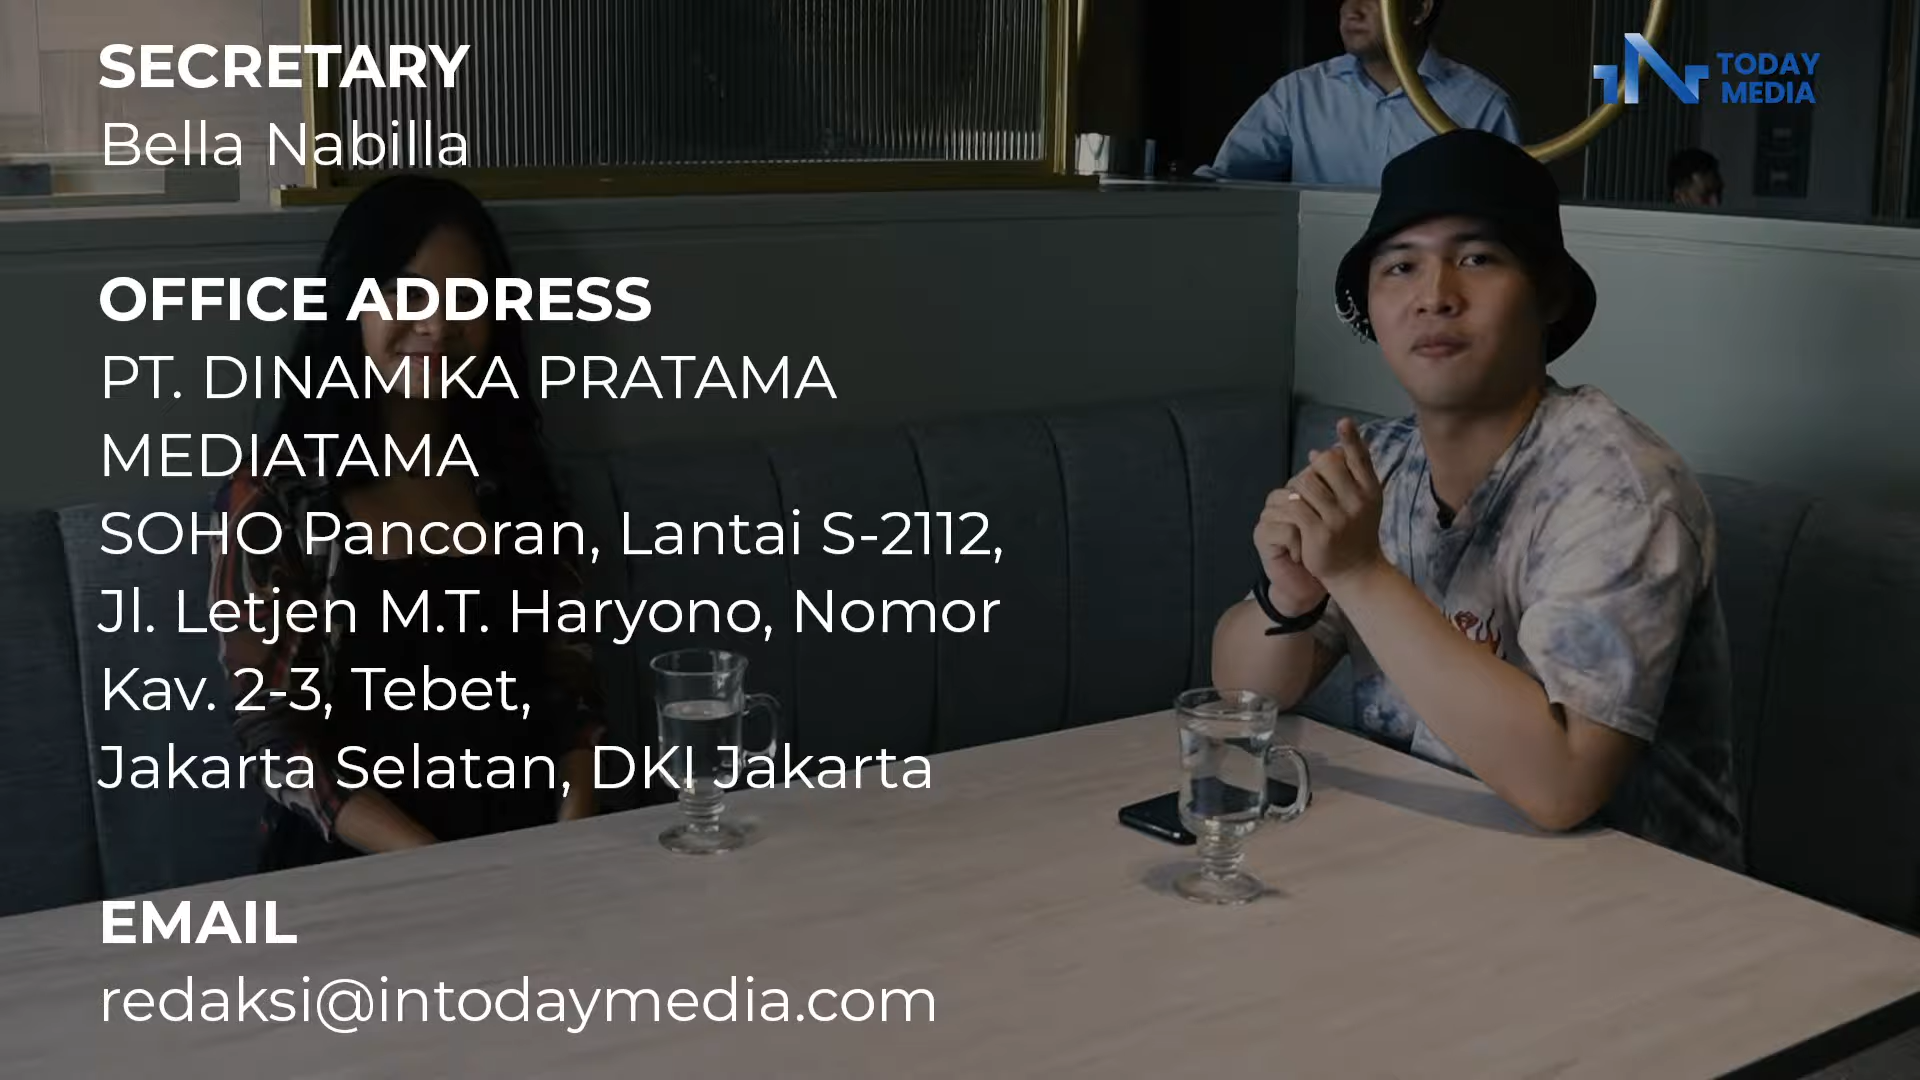 SECRETARY
Bella Nabilla
IN TODAY
MEDIA
OFFICE ADDRESS
PT. DINAMIKA PRATAMA
MEDIATAMA
SOHO Pancoran, Lantai S-2112,
Jl. Letjen M.T. Haryono, Nomor
Kav. 2-3, Tebet,
Jakarta Selatan, DKI Jakarta
EMAIL
redaksi@intodaymedia.com